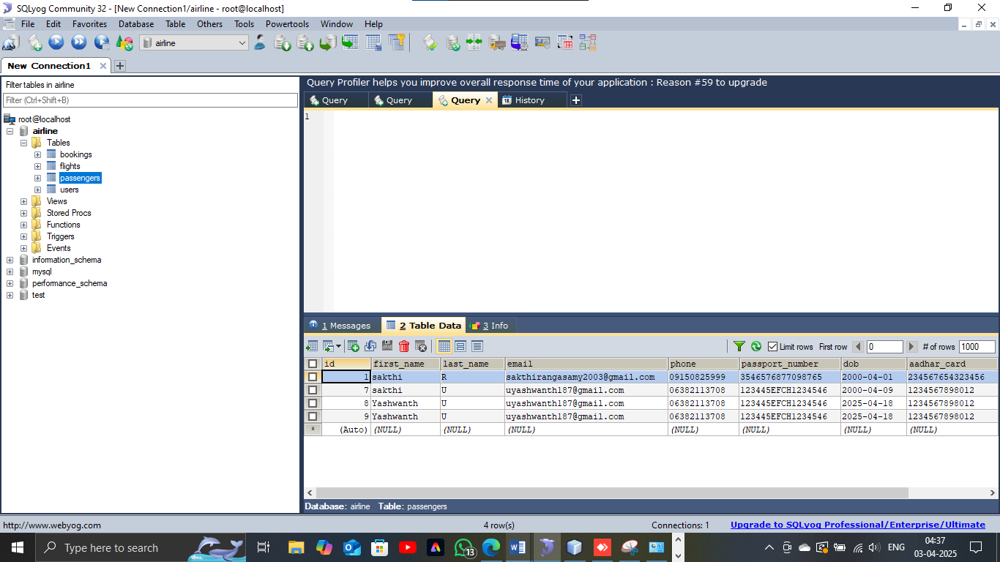 SQLyog Community 32 - [New Connection1/airline - root@localhost]
File Edit Favorites Database Table Others Tools Powertools Window Help
airline
New Connection1
Filter tables in airline
Filter (Ctrl+Shift+B)
root@localhost
airline
Tables
bookings
flights
passengers
users
Views
Stored Procs
Functions
Triggers
Events
information_schema
mysql
performance_schema
test
Query Profiler helps you improve overall response time of your application : Reason #59 to upgrade
Query Query Query History
1
1 Messages 2 Table Data 3 Info
Limit rows First row 0 # of rows 1000
id first_name last_name email phone passport_number dob aadhar_card
1 sakthi R sakthirangasamy2003@gmail.com 09150825999 3546576877098765 2000-04-01 234567654323456
7 sakthi U uyashwanth187@gmail.com 06382113708 123445EFCH1234546 2000-04-09 1234567898012
8 Yashwanth U uyashwanth187@gmail.com 06382113708 123445EFCH1234546 2025-04-18 1234567898012
9 Yashwanth U uyashwanth187@gmail.com 06382113708 123445EFCH1234546 2025-04-18 1234567898012
* (Auto) (NULL) (NULL) (NULL) (NULL) (NULL) (NULL) (NULL)
Database: airline Table: passengers
http://www.webyog.com 4 row(s) Connections: 1 Upgrade to SQLyog Professional/Enterprise/Ultimate
Type here to search 13 ENG 04:37
03-04-2025